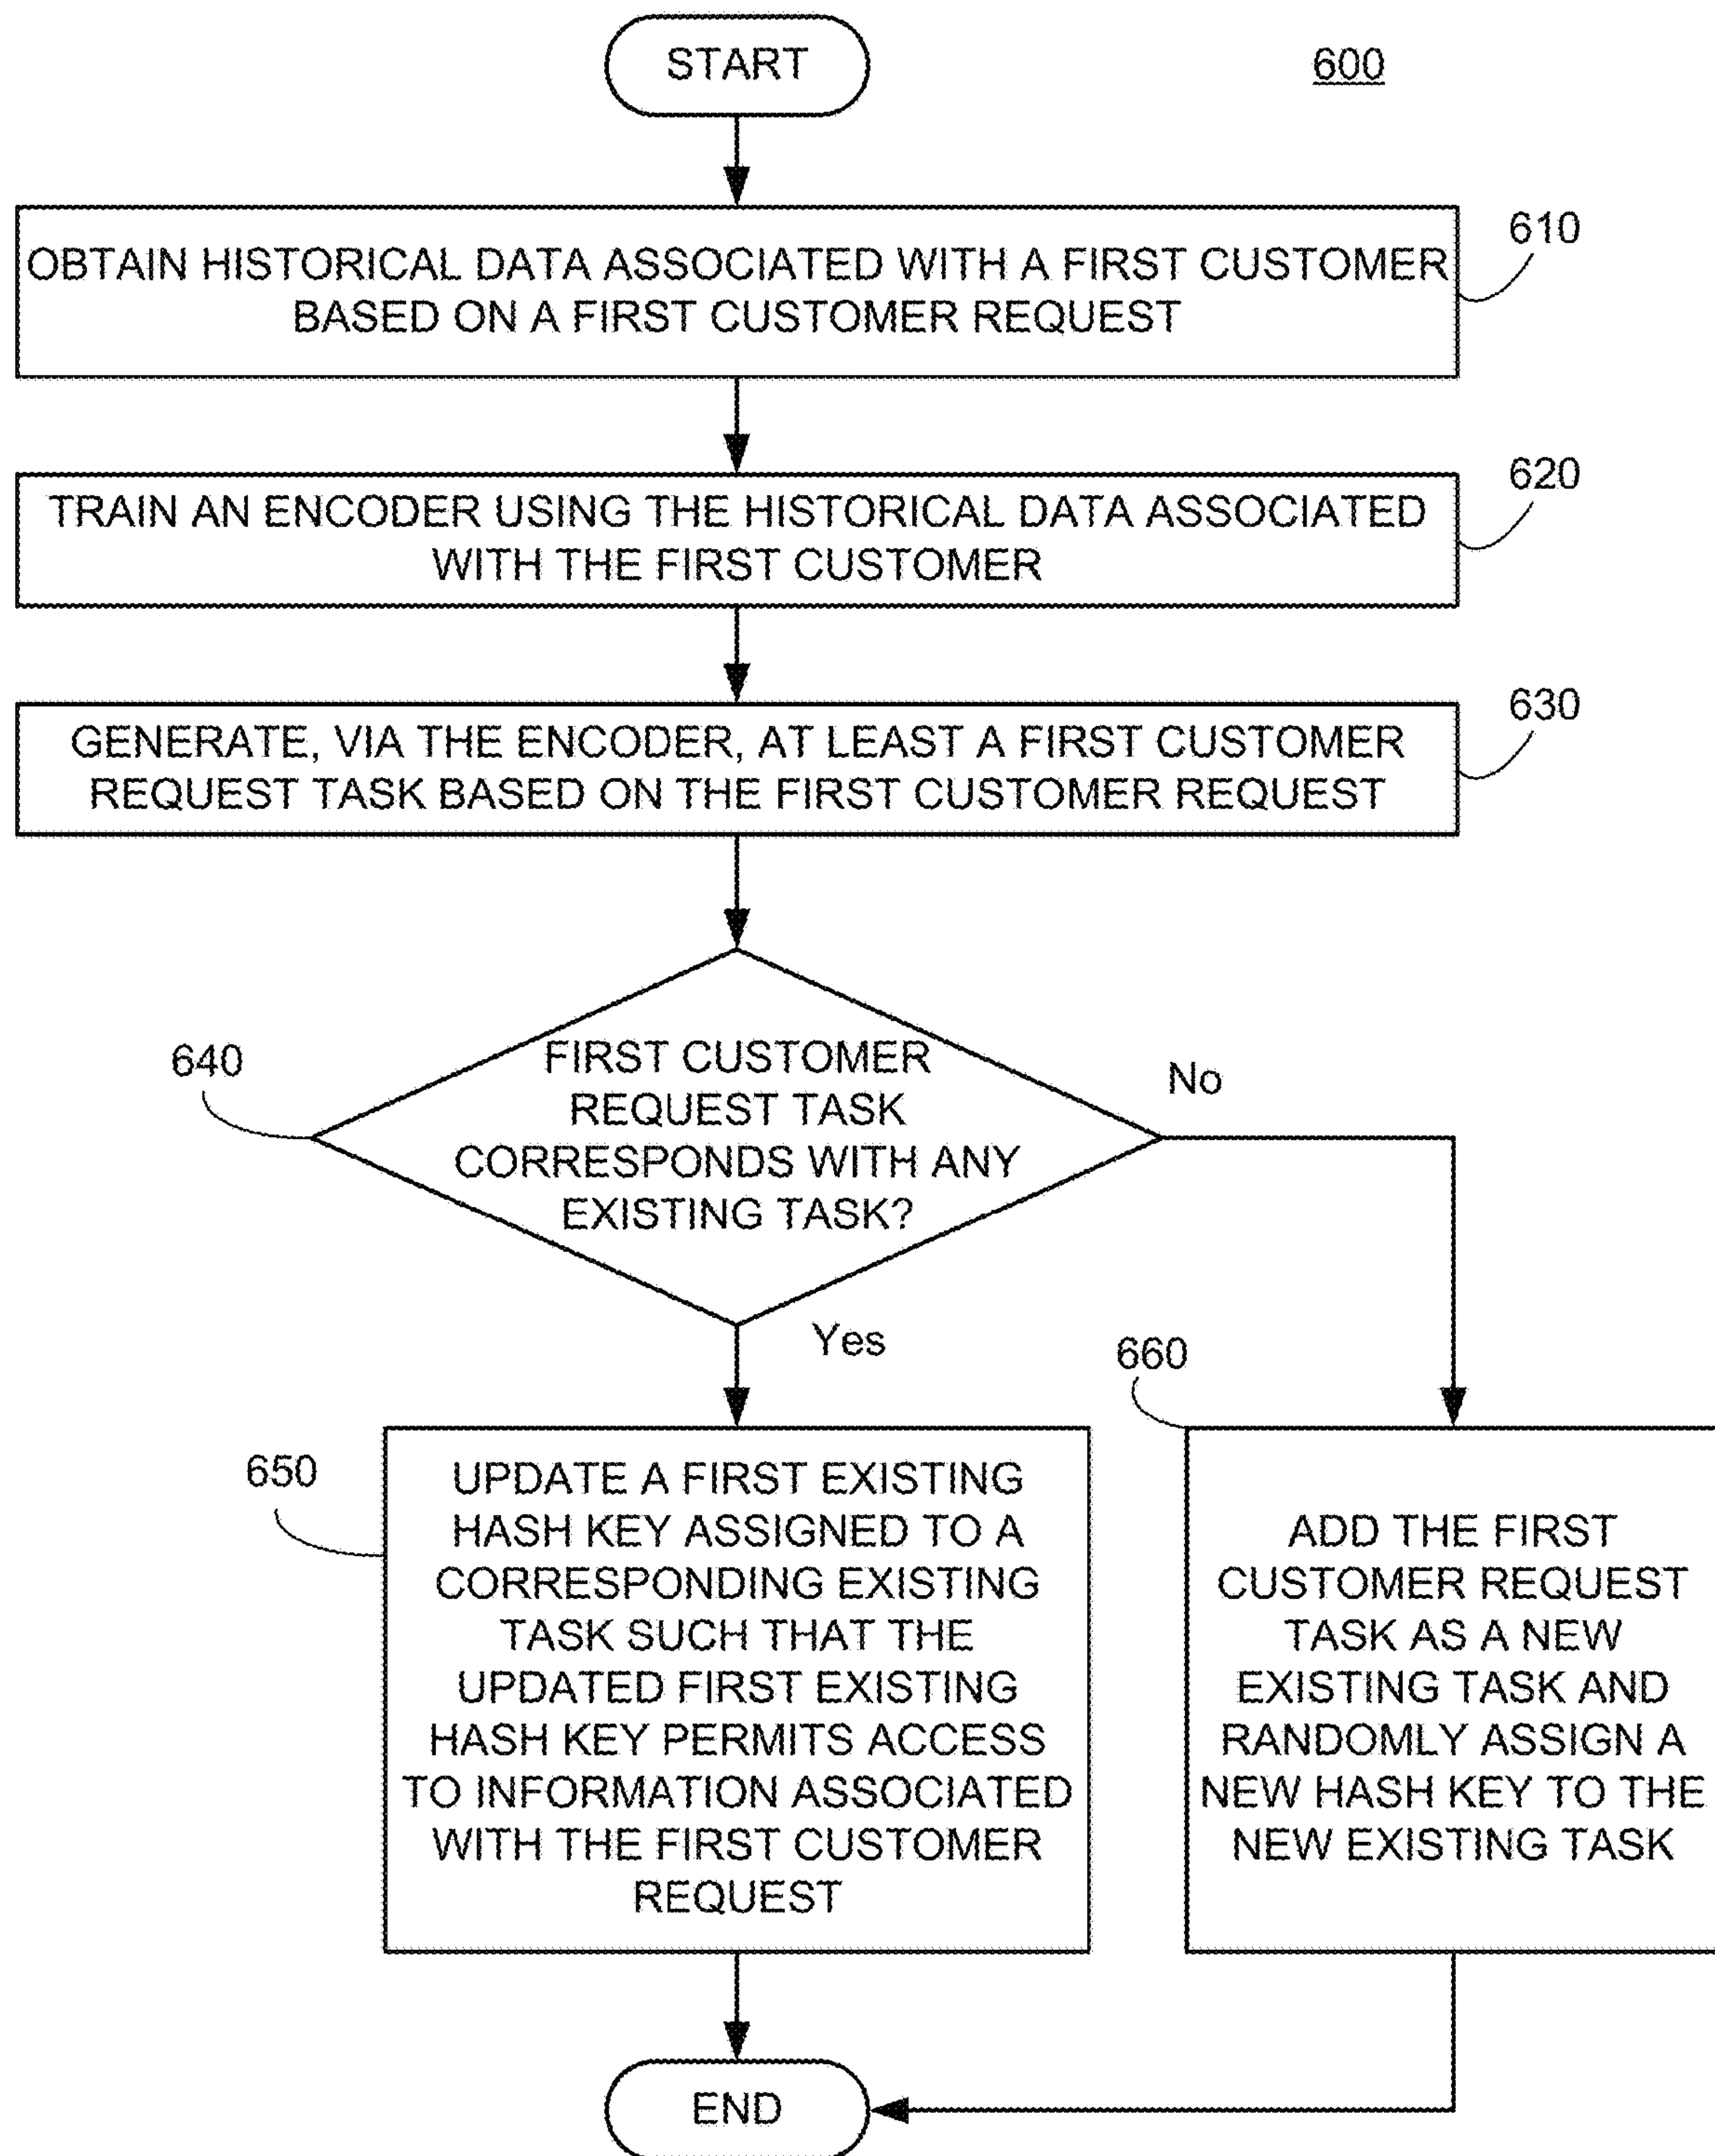 START
600
OBTAIN HISTORICAL DATA ASSOCIATED WITH A FIRST CUSTOMER
BASED ON A FIRST CUSTOMER REQUEST
610
TRAIN AN ENCODER USING THE HISTORICAL DATA ASSOCIATED
WITH THE FIRST CUSTOMER
620
GENERATE, VIA THE ENCODER, AT LEAST A FIRST CUSTOMER
REQUEST TASK BASED ON THE FIRST CUSTOMER REQUEST
630
640
FIRST CUSTOMER
REQUEST TASK
CORRESPONDS WITH ANY
EXISTING TASK?
No
Yes
650
UPDATE A FIRST EXISTING
HASH KEY ASSIGNED TO A
CORRESPONDING EXISTING
TASK SUCH THAT THE
UPDATED FIRST EXISTING
HASH KEY PERMITS ACCESS
TO INFORMATION ASSOCIATED
WITH THE FIRST CUSTOMER
REQUEST
660
ADD THE FIRST
CUSTOMER REQUEST
TASK AS A NEW
EXISTING TASK AND
RANDOMLY ASSIGN A
NEW HASH KEY TO THE
NEW EXISTING TASK
END